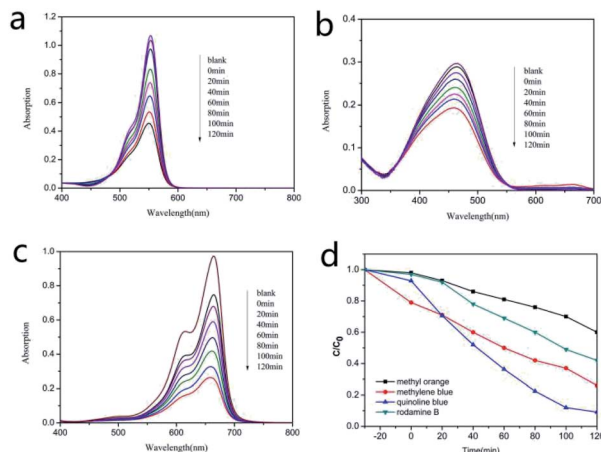 a
1.2
1.0
0.8
0.6
0.4
0.2
0.0
400
500
600
700
800
Absorption
Wavelength(nm)
blank
0min
20min
40min
60min
80min
100min
120min
b
0.3
0.2
0.1
0.0
300
400
500
600
700
Absorption
Wavelength(nm)
blank
0min
20min
40min
60min
80min
100min
120min
c
1.0
0.8
0.6
0.4
0.2
0.0
400
500
600
700
800
Absorption
Wavelength(nm)
blank
0min
20min
40min
60min
80min
100min
120min
d
1.0
0.8
0.6
0.4
0.2
0.0
-20
0
20
40
60
80
100
120
C/C0
Time(min)
methyl orange
methylene blue
quinoline blue
rodamine B